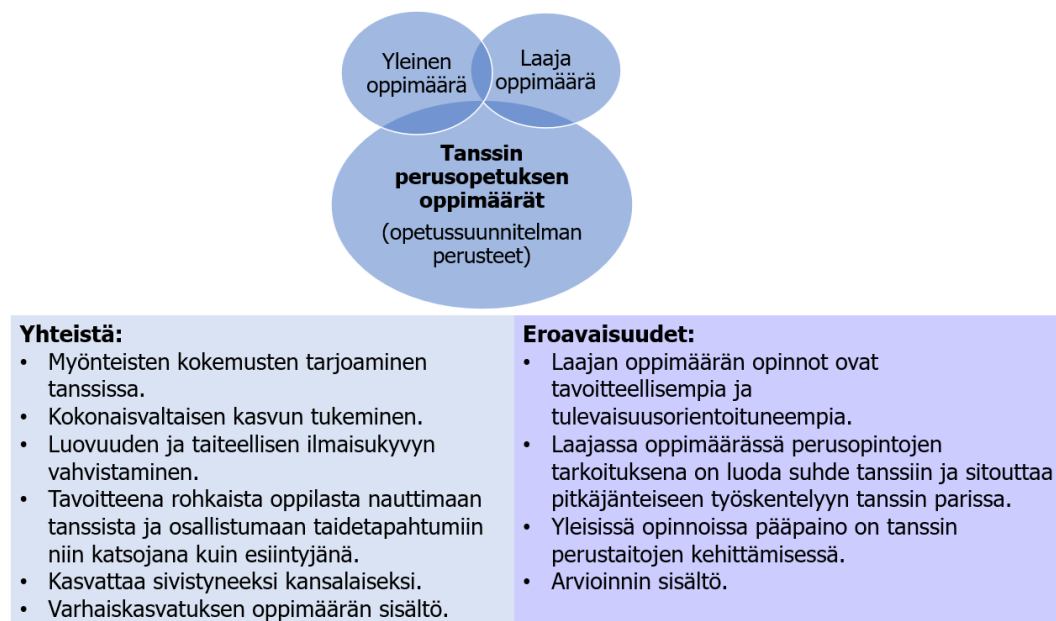 Yleinen
oppimäärä
Laaja
oppimäärä
Tanssin
perusopetuksen
oppimäärät
(opetussuunnitelman
perusteet)
Yhteistä:
• Myönteisten kokemusten tarjoaminen
tanssissa.
• Kokonaisvaltaisen kasvun tukeminen.
• Luovuuden ja taiteellisen ilmaisukyvyn
vahvistaminen.
• Tavoitteena rohkaista oppilasta nauttimaan
tanssista ja osallistumaan taidetapahtumiin
niin katsojana kuin esiintyjänä.
• Kasvattaa sivistyneeksi kansalaiseksi.
• Varhaiskasvatuksen oppimäärän sisältö.
Eroavaisuudet:
• Laajan oppimäärän opinnot ovat
tavoitteellisempia ja
tulevaisuusorientoituneempia.
• Laajassa oppimäärässä perusopintojen
tarkoituksena on luoda suhde tanssiin ja sitouttaa
pitkäjänteiseen työskentelyyn tanssin parissa.
• Yleisissä opinnoissa pääpaino on tanssin
perustaitojen kehittämisessä.
• Arvioinnin sisältö.